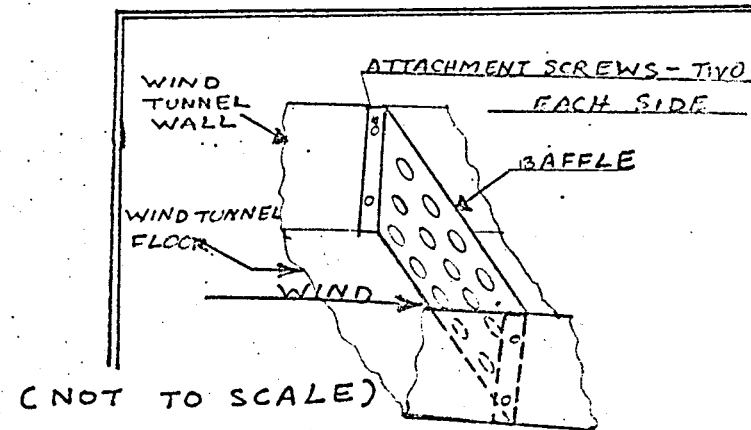 ATTACHMENT SCREWS - TWO
EACH SIDE
WIND
TUNNEL
WALL
BAFFLE
WIND TUNNEL
FLOOR
WIND
(NOT TO SCALE)